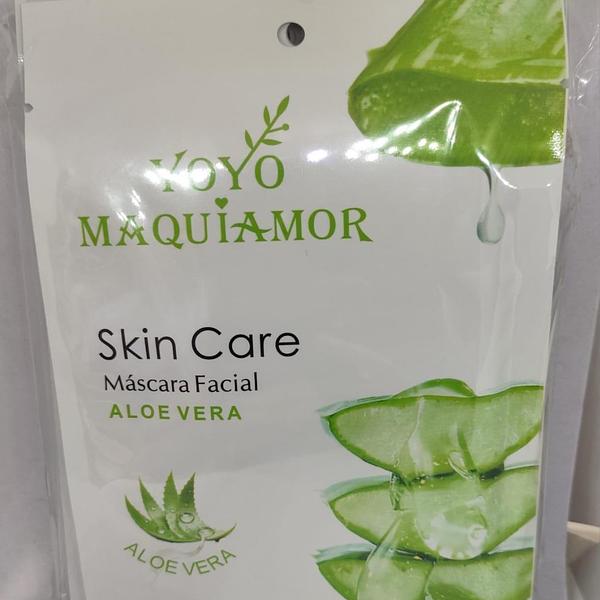 YOYO
MAQUIAMOR
Skin Care
Máscara Facial
ALOE VERA
ALOE VERA